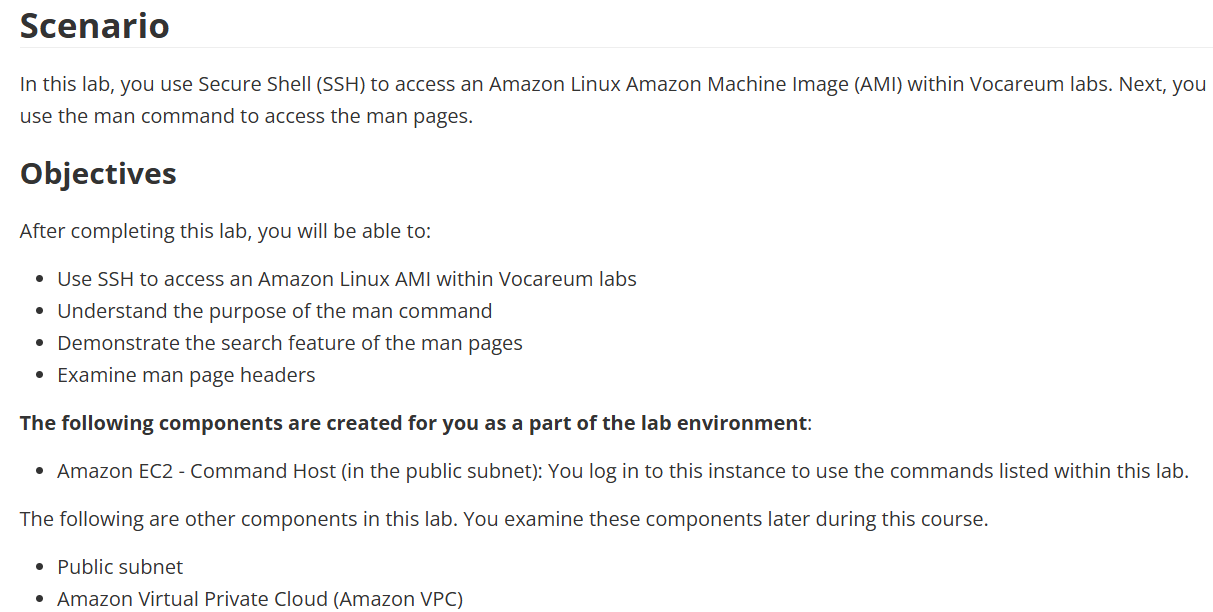 Scenario
In this lab, you use Secure Shell (SSH) to access an Amazon Linux Amazon Machine Image (AMI) within Vocareum labs. Next, you
use the man command to access the man pages.
Objectives
After completing this lab, you will be able to:
• Use SSH to access an Amazon Linux AMI within Vocareum labs
• Understand the purpose of the man command
• Demonstrate the search feature of the man pages
• Examine man page headers
The following components are created for you as a part of the lab environment:
• Amazon EC2 - Command Host (in the public subnet): You log in to this instance to use the commands listed within this lab.
The following are other components in this lab. You examine these components later during this course.
• Public subnet
• Amazon Virtual Private Cloud (Amazon VPC)